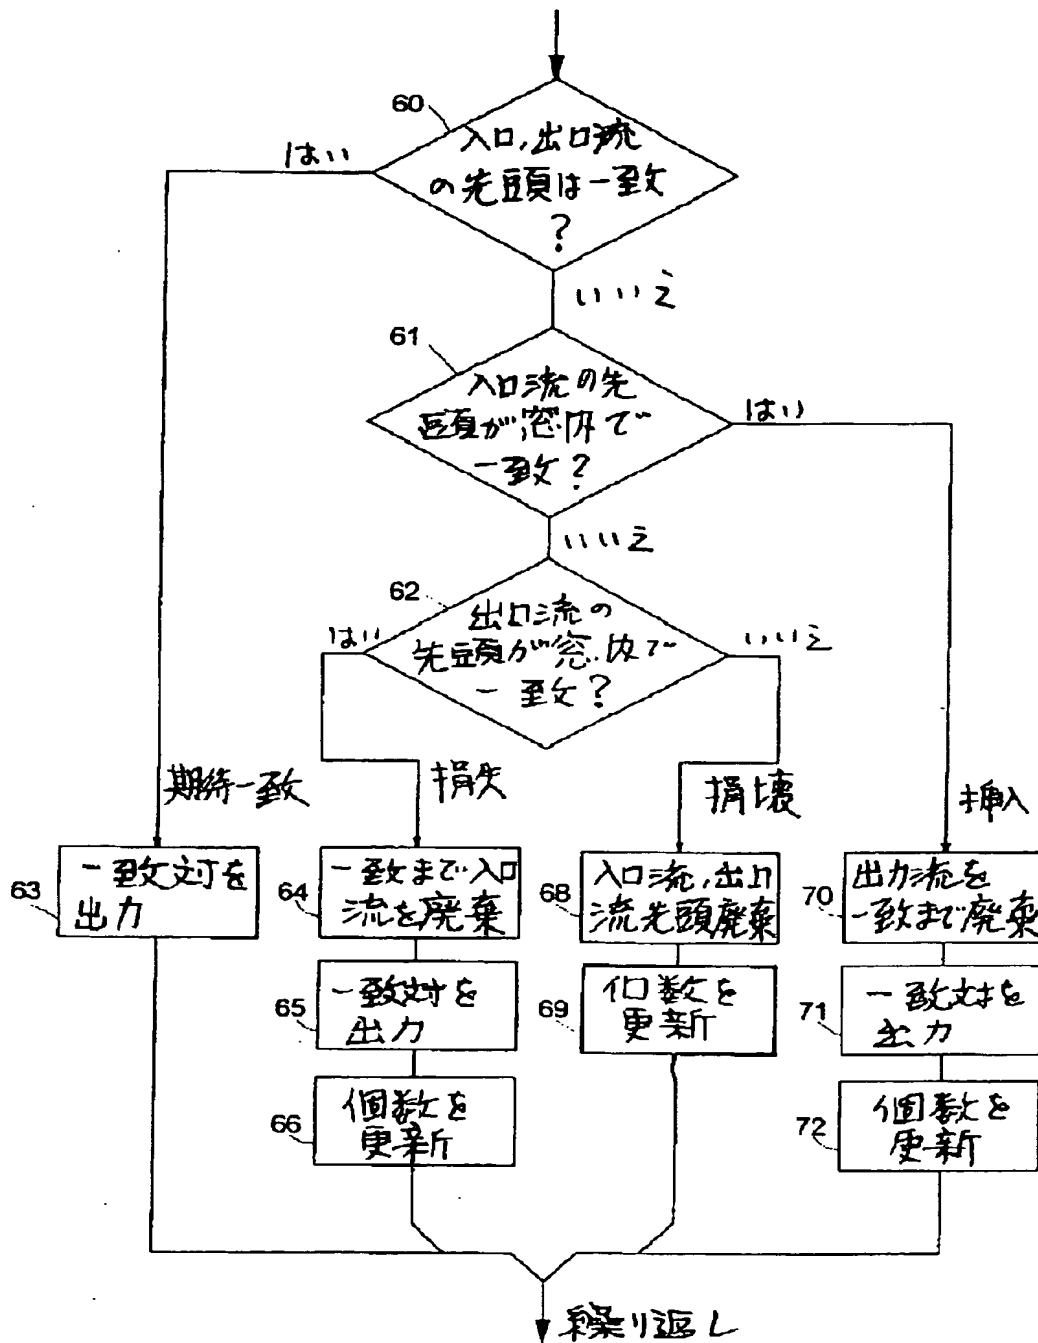 60
入口,出口流
の先頭は一致
?
はい
いいえ
61
入口流の先
頭が窓内で
一致?
はい
いいえ
62
出口流の
先頭が窓内で
一致?
はい
いいえ
期待一致
損失
損壊
挿入
63
一致対を
出力
64
一致まで入口
流を廃棄
68
入口流,出口
流先頭廃棄
70
出力流を
一致まで廃棄
65
一致対を
出力
69
個数を
更新
71
一致対を
出力
66
個数を
更新
72
個数を
更新
繰り返し